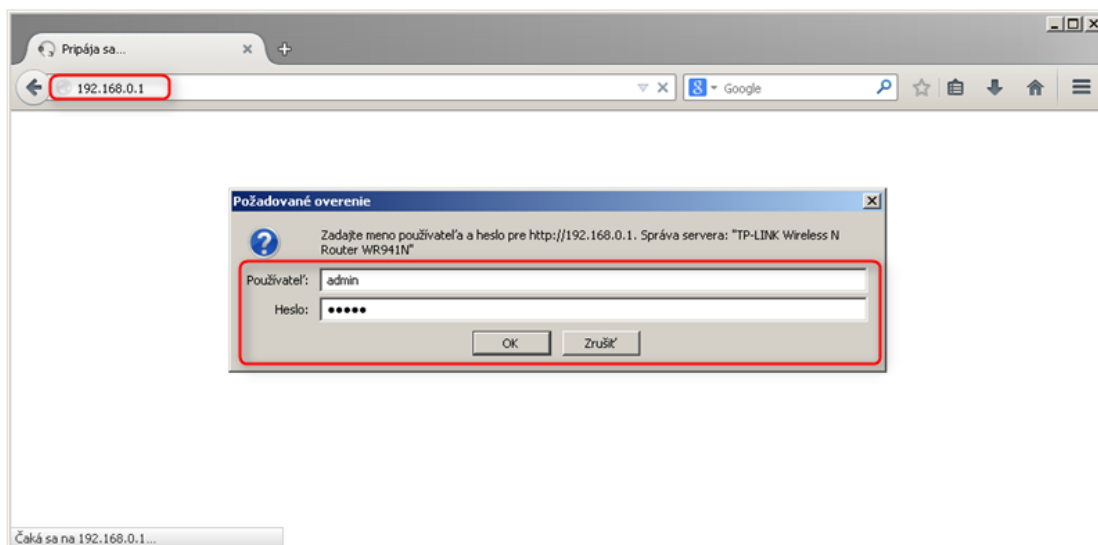 Pripája sa...
192.168.0.1
Google
Požadované overenie
Zadajte meno používateľa a heslo pre http://192.168.0.1. Správa servera: "TP-LINK Wireless N
Router WR941N"
Používateľ: admin
Heslo: •••••
OK Zrušiť
Čaká sa na 192.168.0.1...